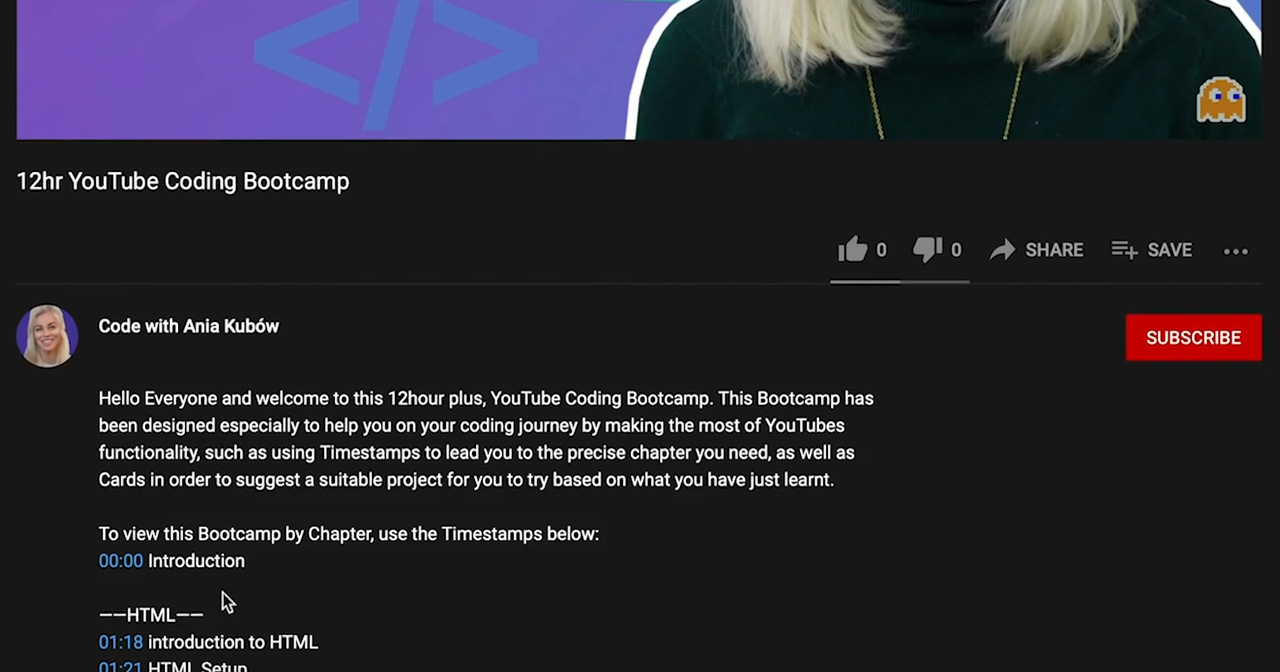 </>
12hr YouTube Coding Bootcamp
0 0 SHARE SAVE
Code with Ania Kubów
SUBSCRIBE
Hello Everyone and welcome to this 12hour plus, YouTube Coding Bootcamp. This Bootcamp has
been designed especially to help you on your coding journey by making the most of YouTubes
functionality, such as using Timestamps to lead you to the precise chapter you need, as well as
Cards in order to suggest a suitable project for you to try based on what you have just learnt.
To view this Bootcamp by Chapter, use the Timestamps below:
00:00 Introduction
——HTML——
01:18 introduction to HTML
01:21 HTML Setup